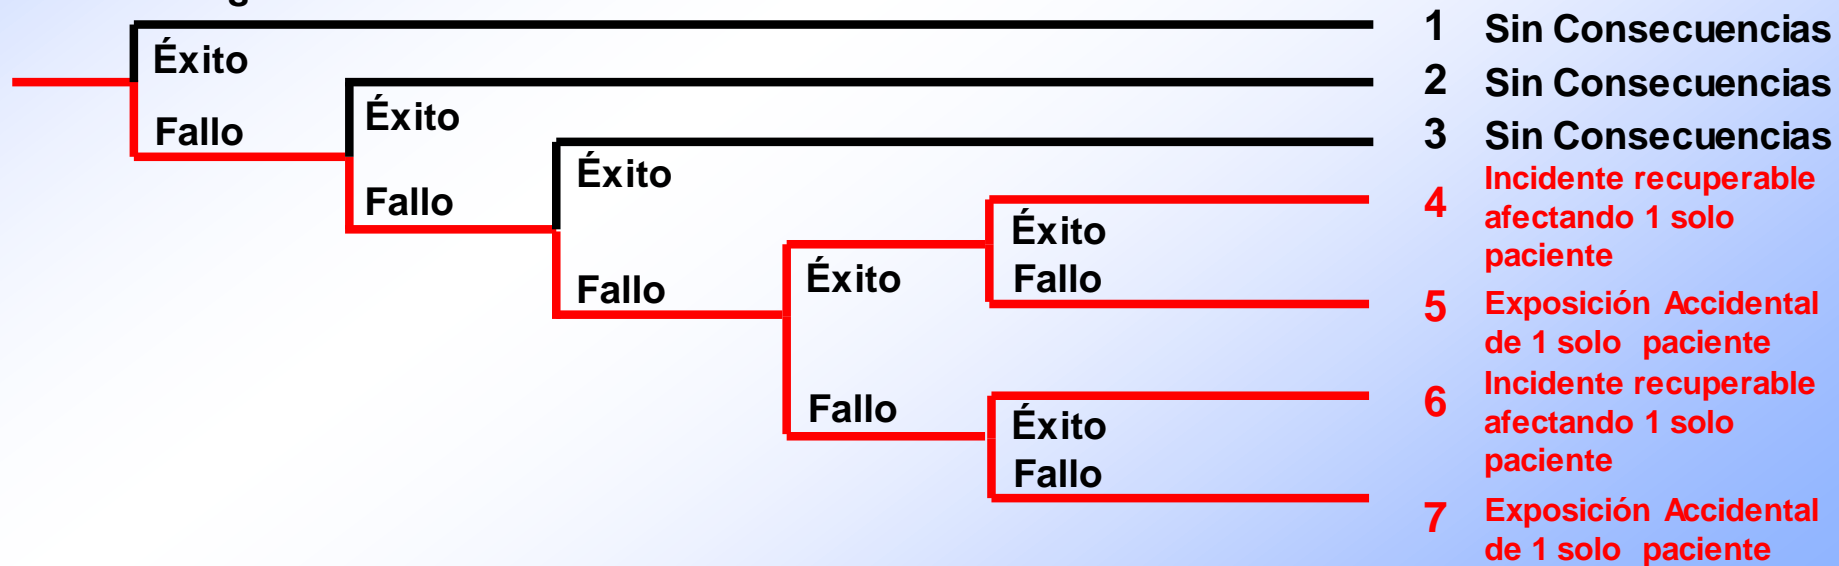 1 Sin Consecuencias
Éxito
2 Sin Consecuencias
Fallo
Éxito
3 Sin Consecuencias
Fallo
Éxito
4 Incidente recuperable
afectando 1 solo
paciente
Éxito
Fallo
Éxito
Fallo
5 Exposición Accidental
de 1 solo paciente
6 Incidente recuperable
afectando 1 solo
paciente
Fallo
Éxito
Fallo
7 Exposición Accidental
de 1 solo paciente